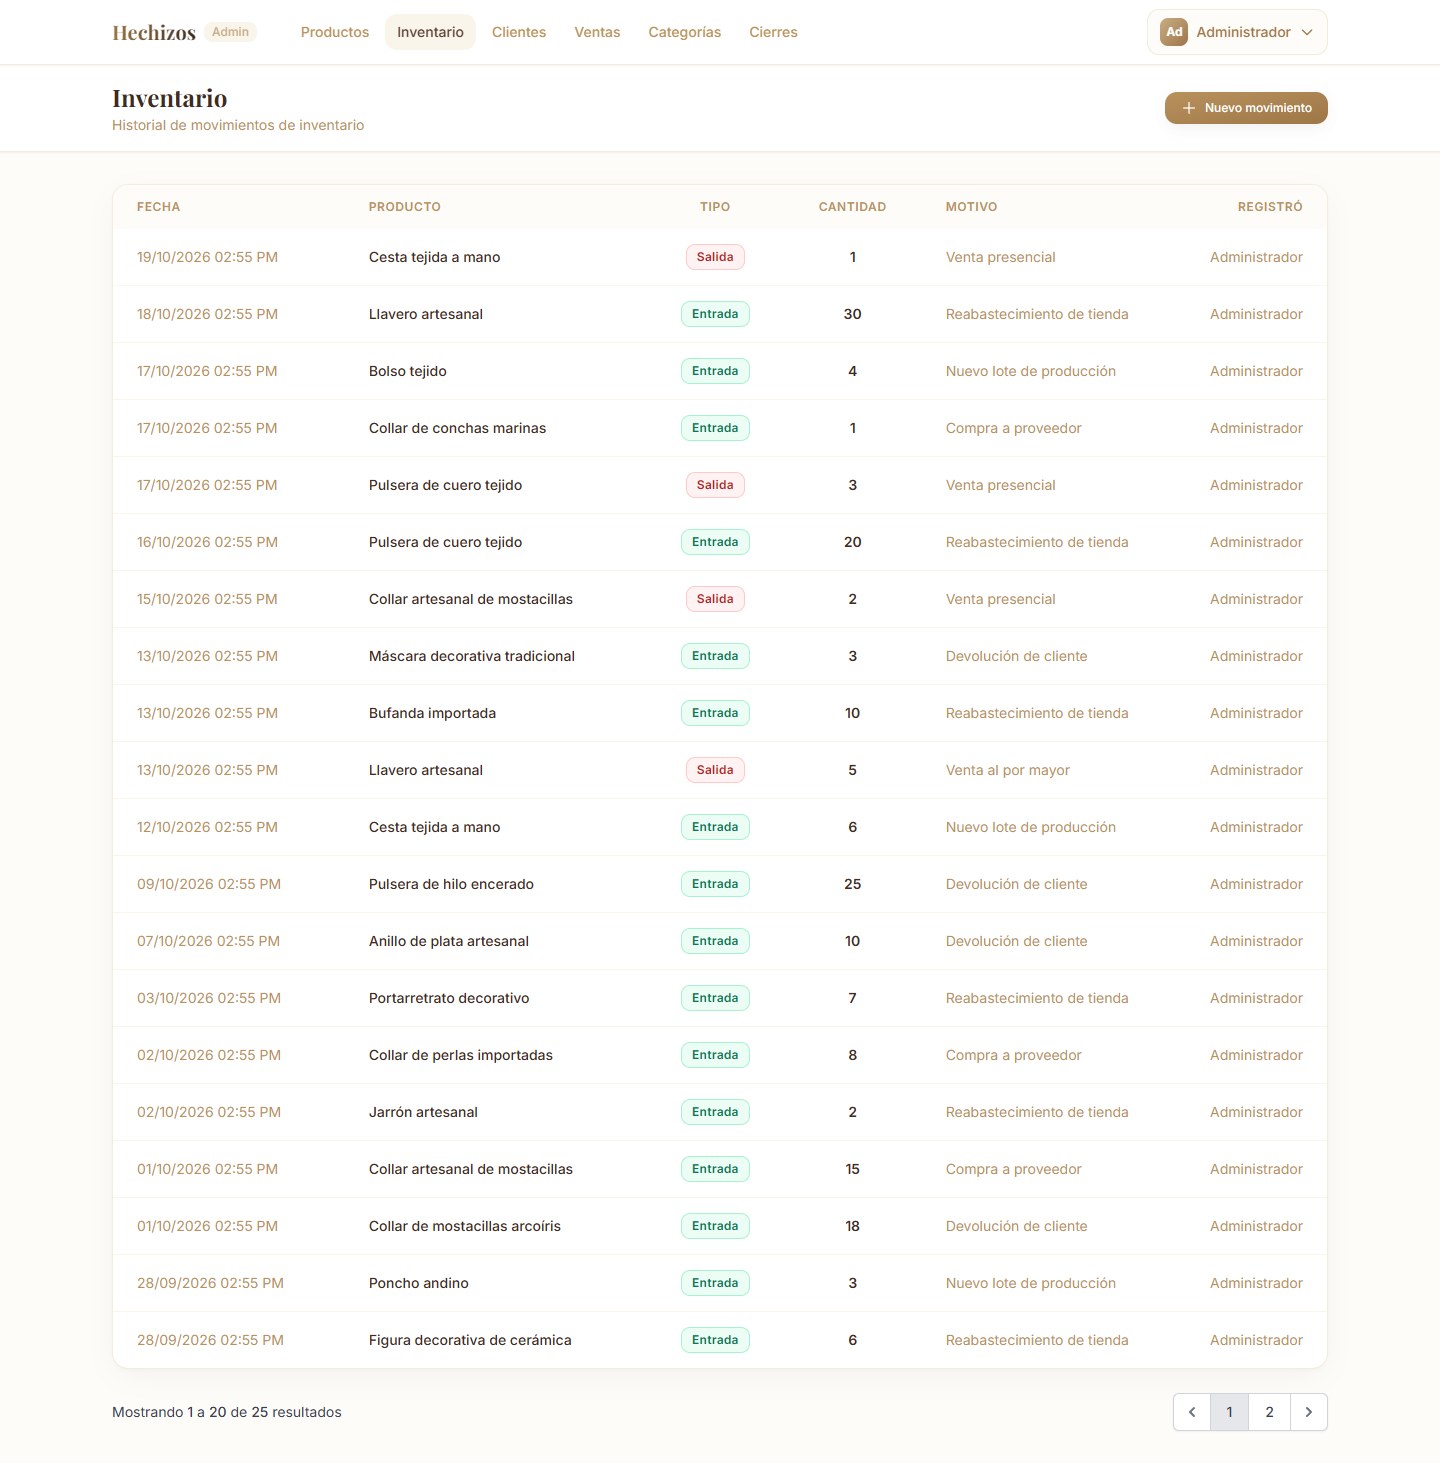 Hechizos Admin Productos Inventario Clientes Ventas Categorías Cierres Ad Administrador
Inventario
Historial de movimientos de inventario
Nuevo movimiento
FECHA PRODUCTO TIPO CANTIDAD MOTIVO REGISTRÓ
19/10/2026 02:55 PM Cesta tejida a mano Salida 1 Venta presencial Administrador
18/10/2026 02:55 PM Llavero artesanal Entrada 30 Reabastecimiento de tienda Administrador
17/10/2026 02:55 PM Bolso tejido Entrada 4 Nuevo lote de producción Administrador
17/10/2026 02:55 PM Collar de conchas marinas Entrada 1 Compra a proveedor Administrador
17/10/2026 02:55 PM Pulsera de cuero tejido Salida 3 Venta presencial Administrador
16/10/2026 02:55 PM Pulsera de cuero tejido Entrada 20 Reabastecimiento de tienda Administrador
15/10/2026 02:55 PM Collar artesanal de mostacillas Salida 2 Venta presencial Administrador
13/10/2026 02:55 PM Máscara decorativa tradicional Entrada 3 Devolución de cliente Administrador
13/10/2026 02:55 PM Bufanda importada Entrada 10 Reabastecimiento de tienda Administrador
13/10/2026 02:55 PM Llavero artesanal Salida 5 Venta al por mayor Administrador
12/10/2026 02:55 PM Cesta tejida a mano Entrada 6 Nuevo lote de producción Administrador
09/10/2026 02:55 PM Pulsera de hilo encerado Entrada 25 Devolución de cliente Administrador
07/10/2026 02:55 PM Anillo de plata artesanal Entrada 10 Devolución de cliente Administrador
03/10/2026 02:55 PM Portarretrato decorativo Entrada 7 Reabastecimiento de tienda Administrador
02/10/2026 02:55 PM Collar de perlas importadas Entrada 8 Compra a proveedor Administrador
02/10/2026 02:55 PM Jarrón artesanal Entrada 2 Reabastecimiento de tienda Administrador
01/10/2026 02:55 PM Collar artesanal de mostacillas Entrada 15 Compra a proveedor Administrador
01/10/2026 02:55 PM Collar de mostacillas arcoíris Entrada 18 Devolución de cliente Administrador
28/09/2026 02:55 PM Poncho andino Entrada 3 Nuevo lote de producción Administrador
28/09/2026 02:55 PM Figura decorativa de cerámica Entrada 6 Reabastecimiento de tienda Administrador
Mostrando 1 a 20 de 25 resultados 1 2